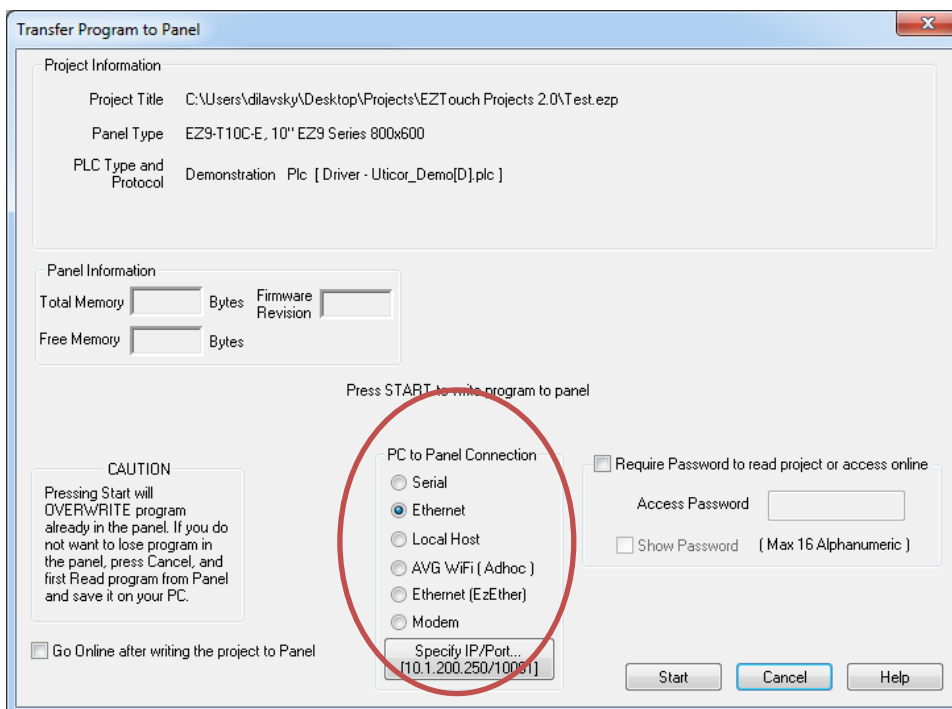 Transfer Program to Panel
Project Information
Project Title C:\Users\dilavsky\Desktop\Projects\EZTouch Projects 2.0\Test.ezp
Panel Type EZ9-T10C-E, 10" EZ9 Series 800x600
PLC Type and
Protocol
Demonstration Plc [ Driver - Uticor_Demo[D].plc ]
Panel Information
Total Memory Bytes
Firmware
Revision
Free Memory Bytes
Press START to write program to panel
CAUTION
Pressing Start will
OVERWRITE program
already in the panel. If you do
not want to lose program in
the panel, press Cancel, and
first Read program from Panel
and save it on your PC.
Go Online after writing the project to Panel
PC to Panel Connection
Serial
Ethernet
Local Host
AVG WiFi ( Adhoc )
Ethernet (EzEther)
Modem
Specify IP/Port...
[10.1.200.250/10001]
Require Password to read project or access online
Access Password
Show Password ( Max 16 Alphanumeric )
Start
Cancel
Help